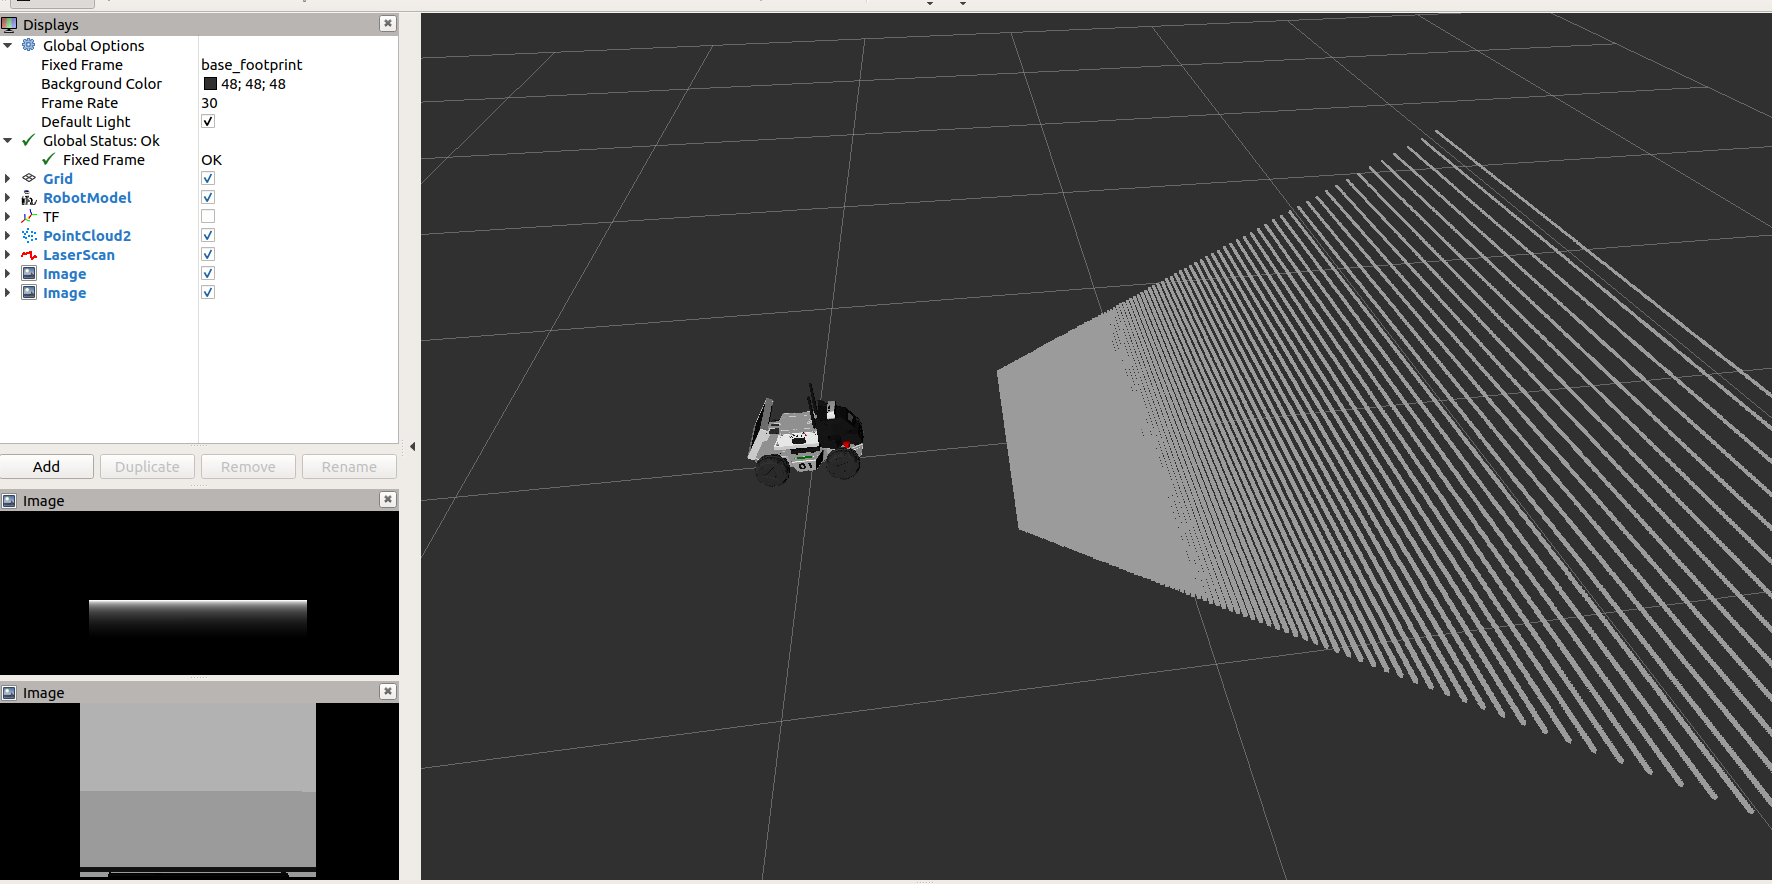 Displays
Global Options
Fixed Frame base_footprint
Background Color 48; 48; 48
Frame Rate 30
Default Light
Global Status: Ok
Fixed Frame OK
Grid
RobotModel
TF
PointCloud2
LaserScan
Image
Image
Add Duplicate Remove Rename
Image
Image
01